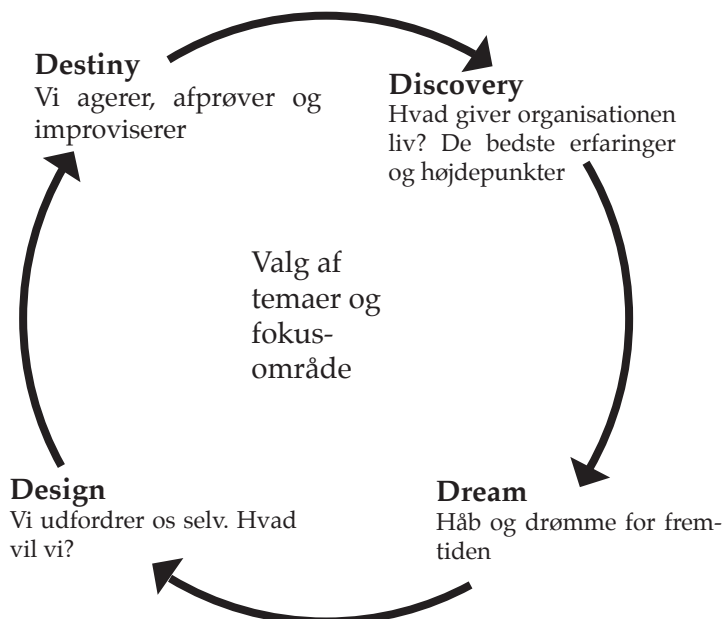 Destiny
Vi agerer, afprøver og
improviserer
Discovery
Hvad giver organisationen
liv? De bedste erfaringer
og højdepunkter
Valg af
temaer og
fokus-
område
Design
Vi udfordrer os selv. Hvad
vil vi?
Dream
Håb og drømme for frem-
tiden